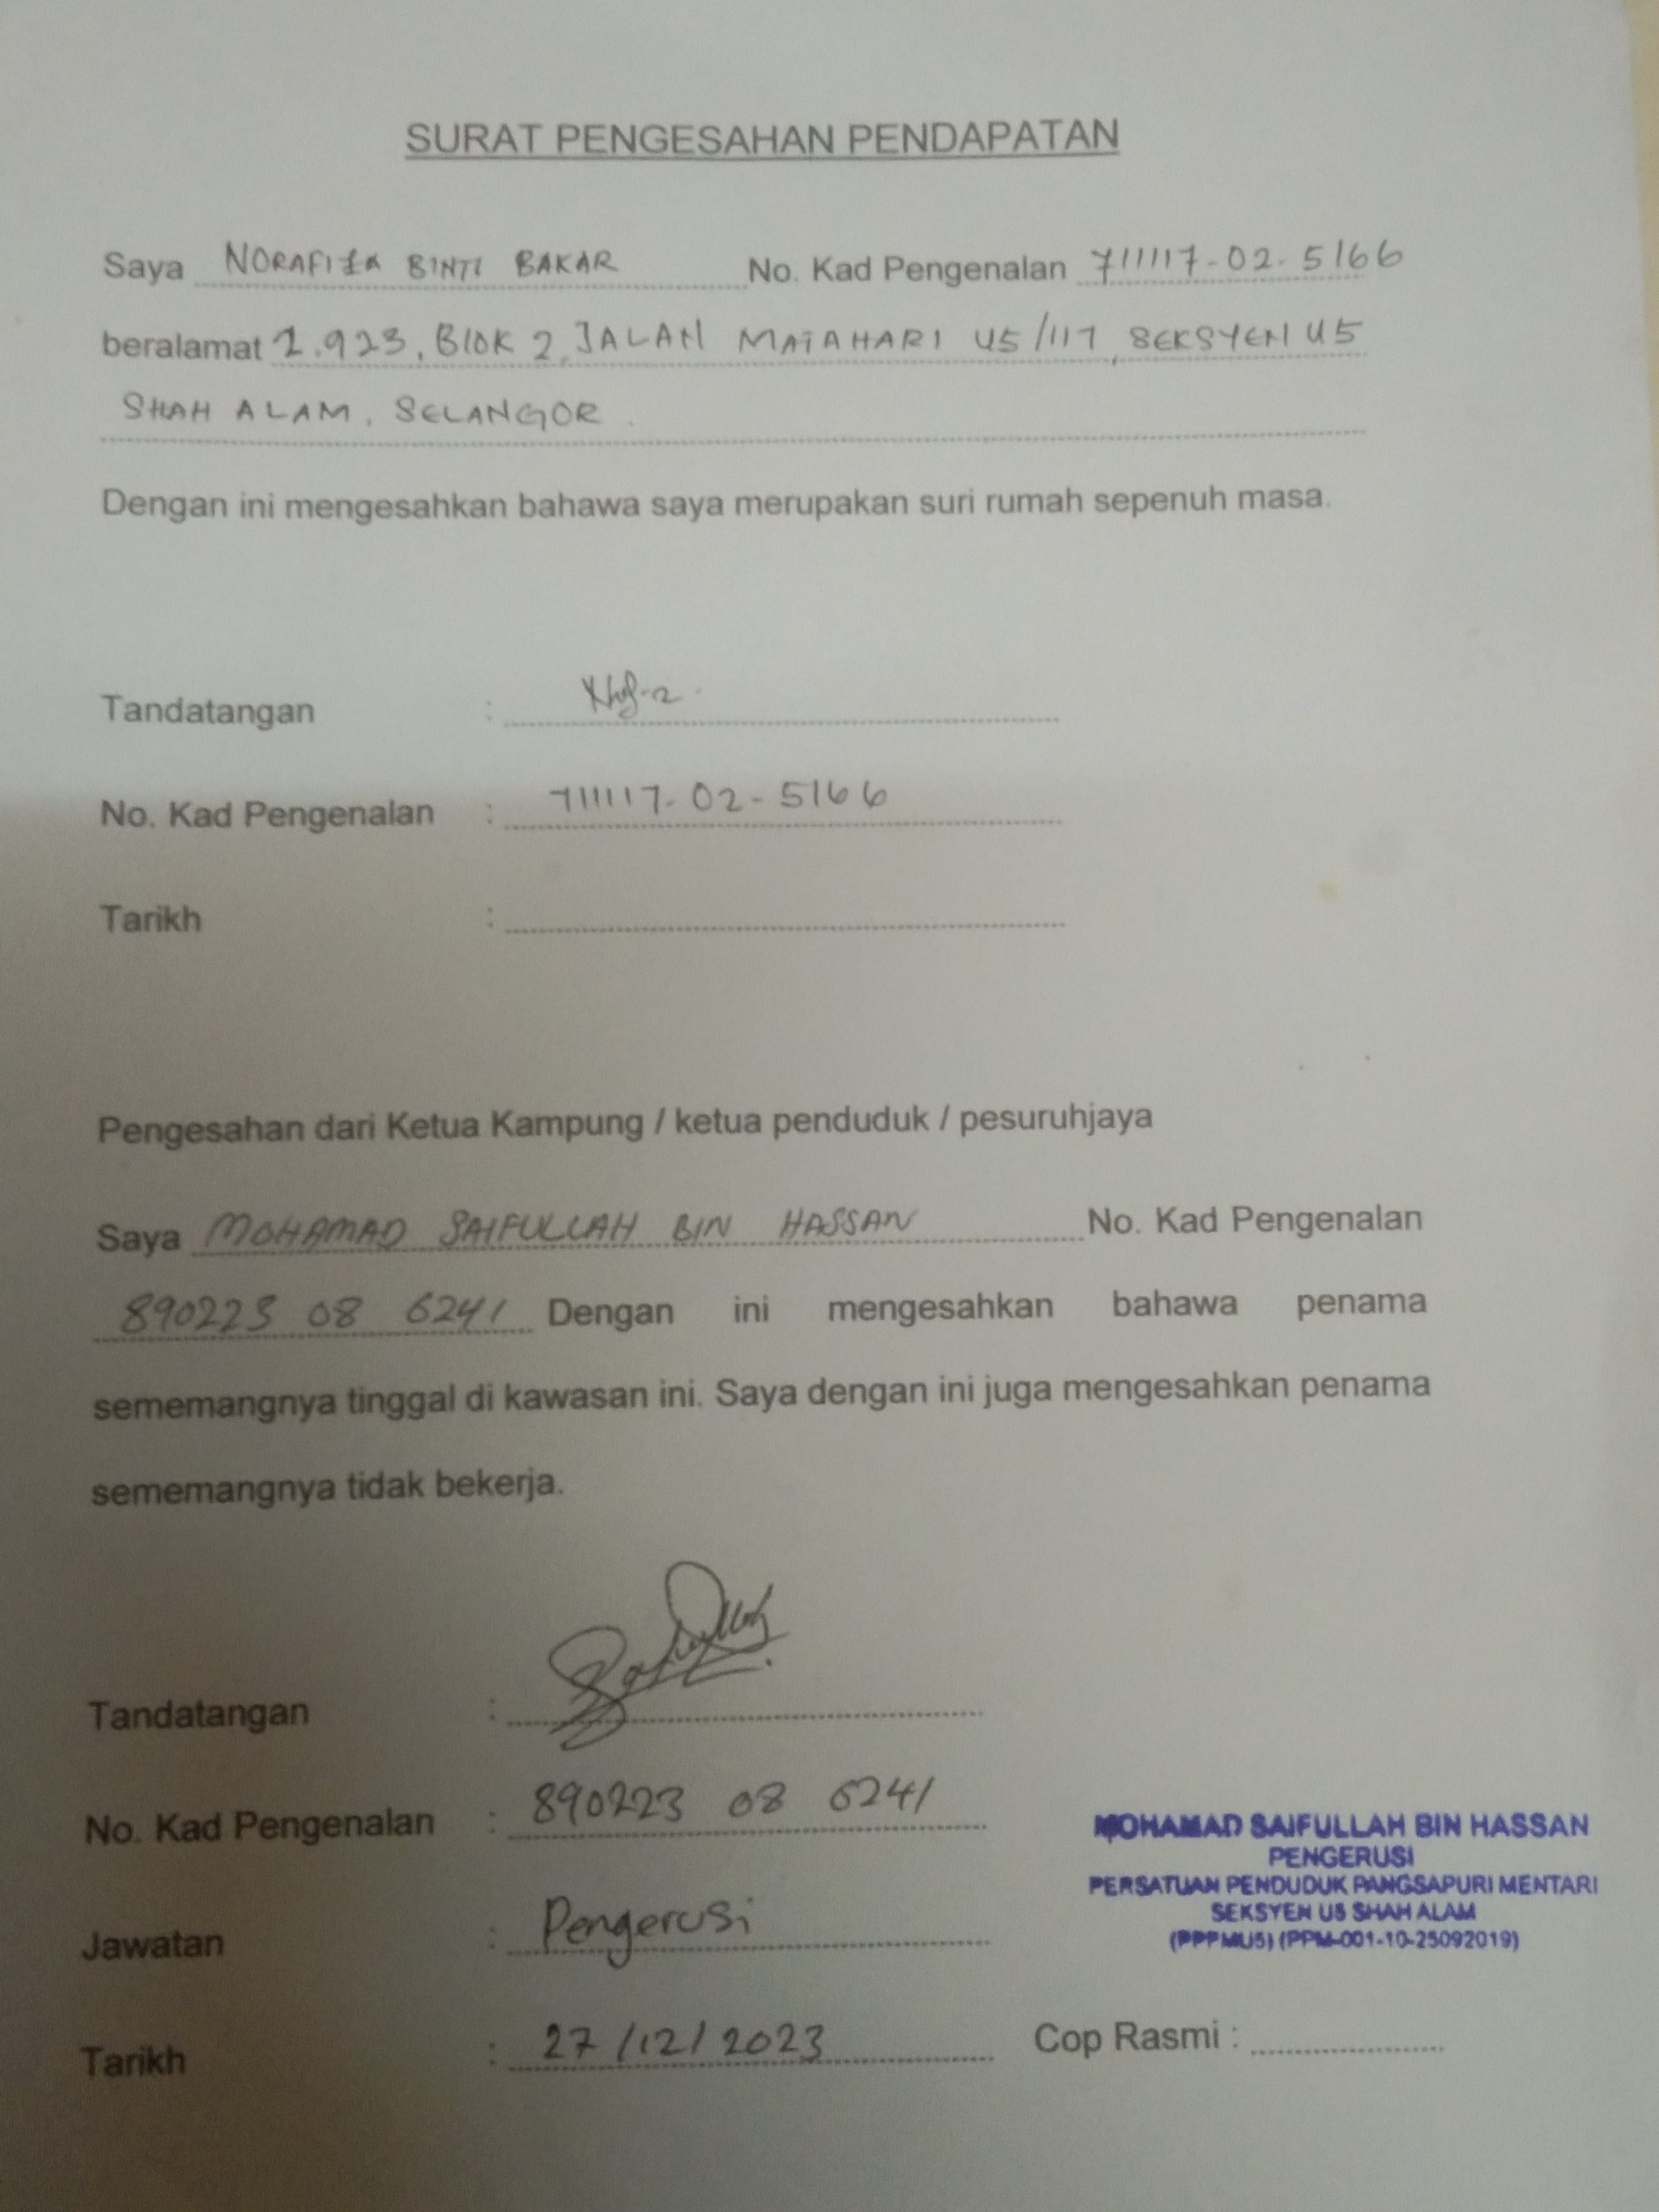 SURAT PENGESAHAN PENDAPATAN
Saya NORAFIZA BINTI BAKAR No. Kad Pengenalan 711117-02-5166
beralamat 2.923, BLOK 2, JALAN MATAHARI U5/117, SEKSYEN U5
SHAH ALAM, SELANGOR.
Dengan ini mengesahkan bahawa saya merupakan suri rumah sepenuh masa.
Tandatangan :
No. Kad Pengenalan : 711117-02-5166
Tarikh :
Pengesahan dari Ketua Kampung / ketua penduduk / pesuruhjaya
Saya MOHAMAD SAIFULLAH BIN HASSAN No. Kad Pengenalan
890223 08 6241 Dengan ini mengesahkan bahawa penama
sememangnya tinggal di kawasan ini. Saya dengan ini juga mengesahkan penama
sememangnya tidak bekerja.
Tandatangan :
No. Kad Pengenalan : 890223 08 6241
Jawatan : Pengerusi
Tarikh : 27/12/2023
MOHAMAD SAIFULLAH BIN HASSAN
PENGERUSI
PERSATUAN PENDUDUK PANGSAPURI MENTARI
SEKSYEN U5 SHAH ALAM
(PPPMU5) (PPM-001-10-25092019)
Cop Rasmi :